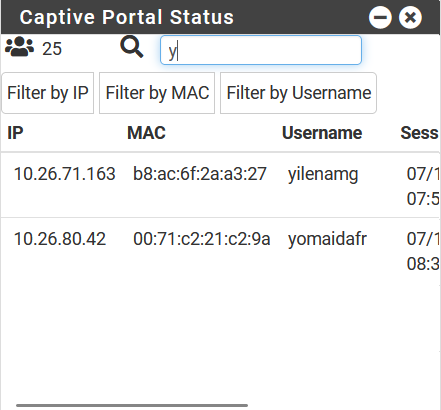 Captive Portal Status
25
y
Filter by IP Filter by MAC Filter by Username
IP MAC Username Sess
10.26.71.163 b8:ac:6f:2a:a3:27 yilenamg 07/1
07:5
10.26.80.42 00:71:c2:21:c2:9a yomaidafr 07/1
08:3